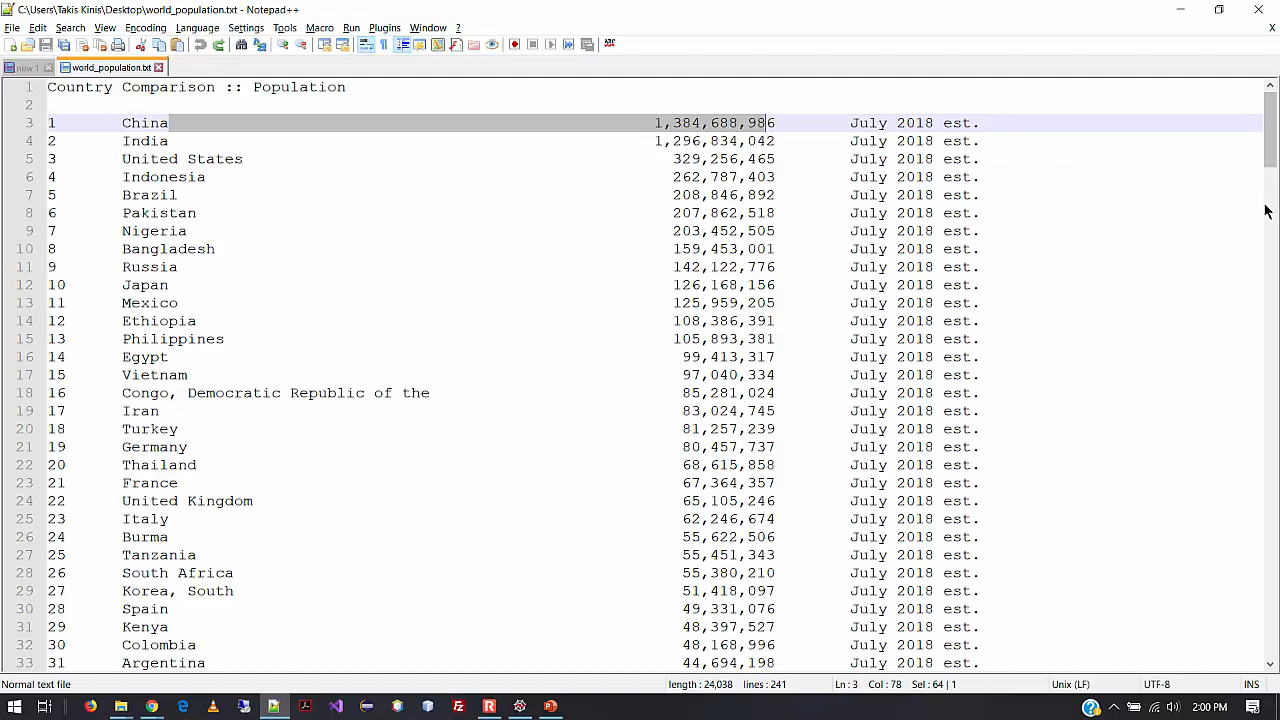 C:\Users\Takis Kinis\Desktop\world_population.txt - Notepad++
File Edit Search View Encoding Language Settings Tools Macro Run Plugins Window ? X
new 1 world_population.txt
1 Country Comparison :: Population
2
3 1 China 1,384,688,986 July 2018 est.
4 2 India 1,296,834,042 July 2018 est.
5 3 United States 329,256,465 July 2018 est.
6 4 Indonesia 262,787,403 July 2018 est.
7 5 Brazil 208,846,892 July 2018 est.
8 6 Pakistan 207,862,518 July 2018 est.
9 7 Nigeria 203,452,505 July 2018 est.
10 8 Bangladesh 159,453,001 July 2018 est.
11 9 Russia 142,122,776 July 2018 est.
12 10 Japan 126,168,156 July 2018 est.
13 11 Mexico 125,959,205 July 2018 est.
14 12 Ethiopia 108,386,391 July 2018 est.
15 13 Philippines 105,893,381 July 2018 est.
16 14 Egypt 99,413,317 July 2018 est.
17 15 Vietnam 97,040,334 July 2018 est.
18 16 Congo, Democratic Republic of the 85,281,024 July 2018 est.
19 17 Iran 83,024,745 July 2018 est.
20 18 Turkey 81,257,239 July 2018 est.
21 19 Germany 80,457,737 July 2018 est.
22 20 Thailand 68,615,858 July 2018 est.
23 21 France 67,364,357 July 2018 est.
24 22 United Kingdom 65,105,246 July 2018 est.
25 23 Italy 62,246,674 July 2018 est.
26 24 Burma 55,622,506 July 2018 est.
27 25 Tanzania 55,451,343 July 2018 est.
28 26 South Africa 55,380,210 July 2018 est.
29 27 Korea, South 51,418,097 July 2018 est.
30 28 Spain 49,331,076 July 2018 est.
31 29 Kenya 48,397,527 July 2018 est.
32 30 Colombia 48,168,996 July 2018 est.
33 31 Argentina 44,694,198 July 2018 est.
Normal text file length : 24,038 lines : 241 Ln : 3 Col : 78 Sel : 64 | 1 Unix (LF) UTF-8 INS
2:00 PM